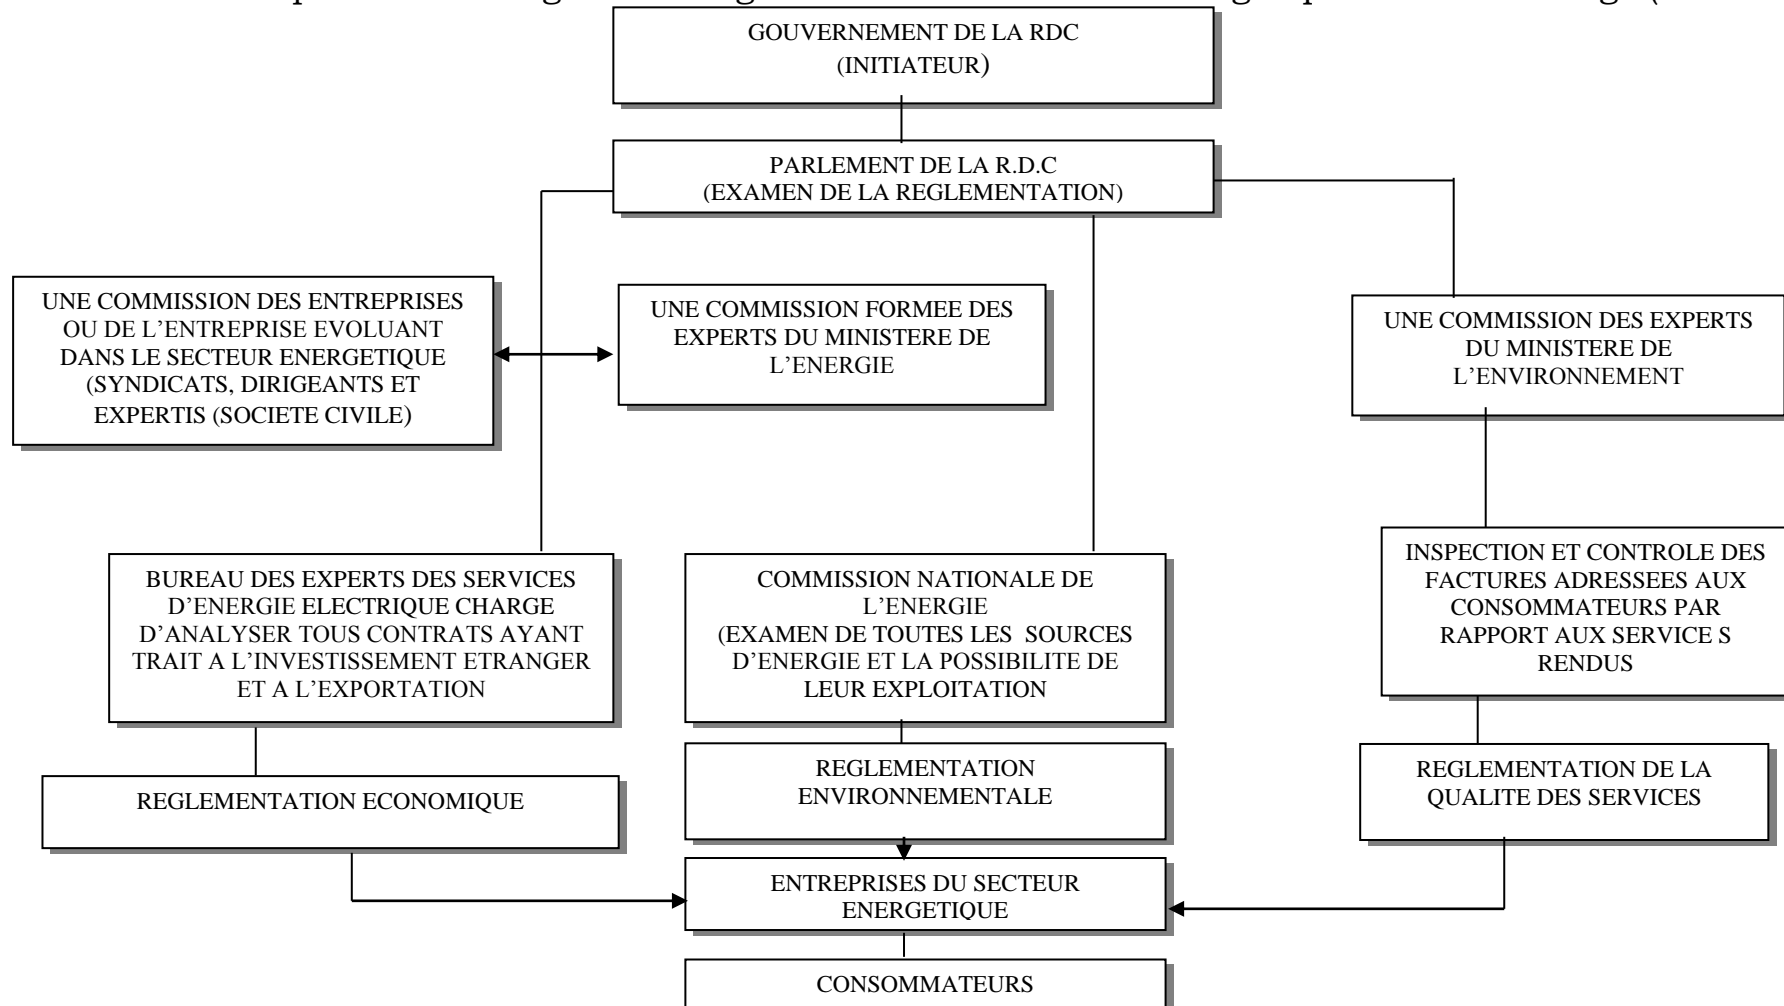 GOUVERNEMENT DE LA RDC
(INITIATEUR)
PARLEMENT DE LA R.D.C
(EXAMEN DE LA REGLEMENTATION)
UNE COMMISSION DES ENTREPRISES
OU DE L’ENTREPRISE EVOLUANT
DANS LE SECTEUR ENERGETIQUE
(SYNDICATS, DIRIGEANTS ET
EXPERTIS (SOCIETE CIVILE)
UNE COMMISSION FORMEE DES
EXPERTS DU MINISTERE DE
L’ENERGIE
UNE COMMISSION DES EXPERTS
DU MINISTERE DE
L’ENVIRONNEMENT
BUREAU DES EXPERTS DES SERVICES
D’ENERGIE ELECTRIQUE CHARGE
D’ANALYSER TOUS CONTRATS AYANT
TRAIT A L’INVESTISSEMENT ETRANGER
ET A L’EXPORTATION
COMMISSION NATIONALE DE
L’ENERGIE
(EXAMEN DE TOUTES LES SOURCES
D’ENERGIE ET LA POSSIBILITE DE
LEUR EXPLOITATION
INSPECTION ET CONTROLE DES
FACTURES ADRESSEES AUX
CONSOMMATEURS PAR
RAPPORT AUX SERVICE S
RENDUS
REGLEMENTATION ECONOMIQUE
REGLEMENTATION
ENVIRONNEMENTALE
REGLEMENTATION DE LA
QUALITE DES SERVICES
ENTREPRISES DU SECTEUR
ENERGETIQUE
CONSOMMATEURS